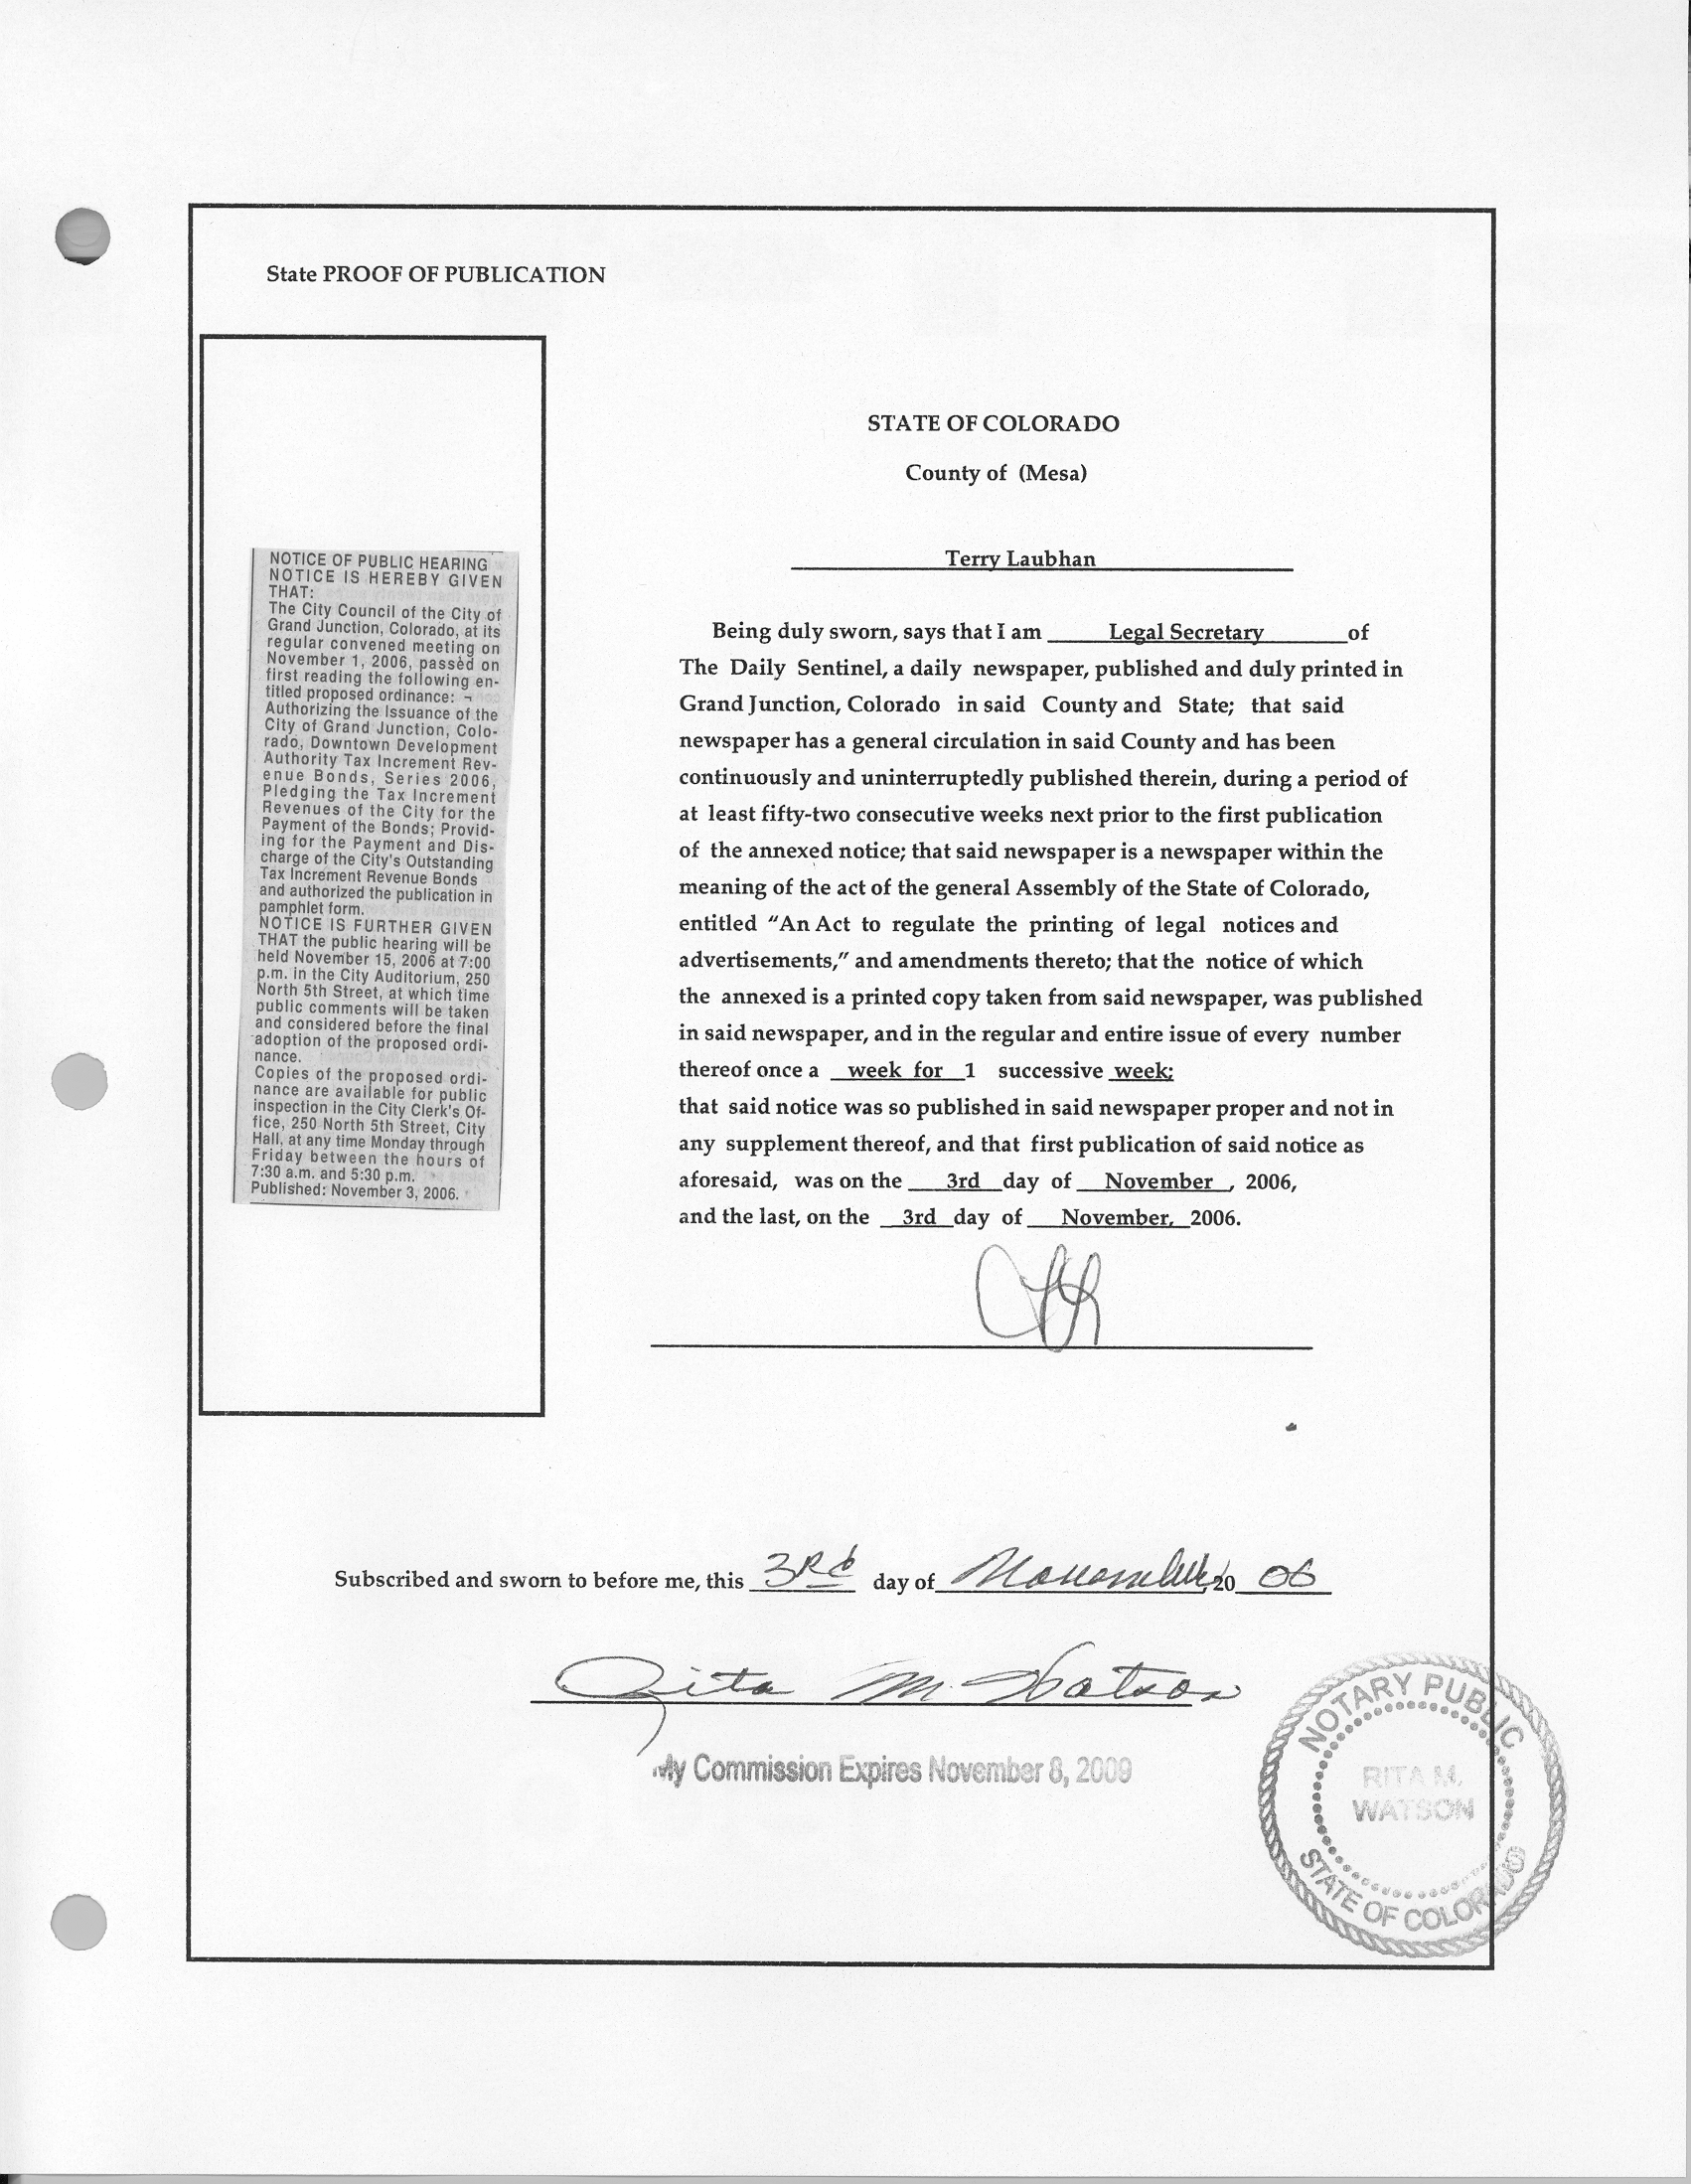 State PROOF OF PUBLICATION
NOTICE OF PUBLIC HEARING
NOTICE IS HEREBY GIVEN
THAT:
The City Council of the City of
Grand Junction, Colorado, at its
regular convened meeting on
November 1, 2006, passed on
first reading the following en-
titled proposed ordinance:
Authorizing the Issuance of the
City of Grand Junction, Colo-
rado, Downtown Development
Authority Tax Increment Rev-
enue Bonds, Series 2006,
Pledging the Tax Increment
Revenues of the City for the
Payment of the Bonds; Provid-
ing for the Payment and Dis-
charge of the City's Outstanding
Tax Increment Revenue Bonds
and authorized the publication in
pamphlet form.
NOTICE IS FURTHER GIVEN
THAT the public hearing will be
held November 15, 2006 at 7:00
p.m. in the City Auditorium, 250
North 5th Street, at which time
public comments will be taken
and considered before the final
adoption of the proposed ordi-
nance.
Copies of the proposed ordi-
nance are available for public
inspection in the City Clerk's Of-
fice, 250 North 5th Street, City
Hall, at any time Monday through
Friday between the hours of
7:30 a.m. and 5:30 p.m.
Published: November 3, 2006.
STATE OF COLORADO
County of (Mesa)
Terry Laubhan
Being duly sworn, says that I am Legal Secretary of
The Daily Sentinel, a daily newspaper, published and duly printed in
Grand Junction, Colorado in said County and State; that said
newspaper has a general circulation in said County and has been
continuously and uninterruptedly published therein, during a period of
at least fifty-two consecutive weeks next prior to the first publication
of the annexed notice; that said newspaper is a newspaper within the
meaning of the act of the general Assembly of the State of Colorado,
entitled “An Act to regulate the printing of legal notices and
advertisements,” and amendments thereto; that the notice of which
the annexed is a printed copy taken from said newspaper, was published
in said newspaper, and in the regular and entire issue of every number
thereof once a week for 1 successive week;
that said notice was so published in said newspaper proper and not in
any supplement thereof, and that first publication of said notice as
aforesaid, was on the 3rd day of November , 2006,
and the last, on the 3rd day of November, 2006.
Subscribed and sworn to before me, this 3rd day of November, 20 06
Rita M. Watson
My Commission Expires November 8, 2009
NOTARY PUBLIC
RITA M.
WATSON
STATE OF COLORADO